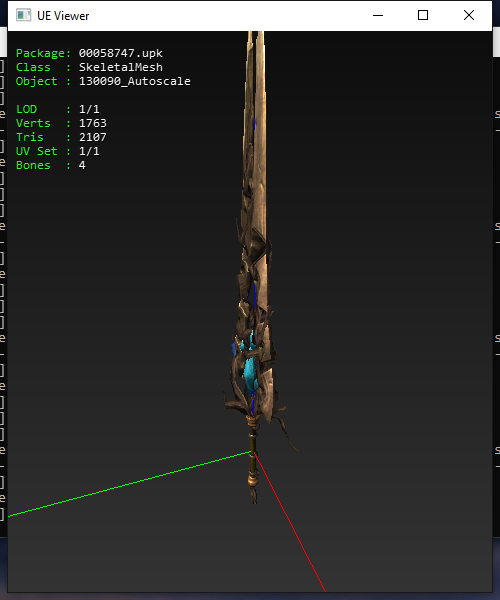 UE Viewer
Package: 00058747.upk
Class : SkeletalMesh
Object : 130090_Autoscale
LOD : 1/1
Verts : 1763
Tris : 2107
UV Set : 1/1
Bones : 4